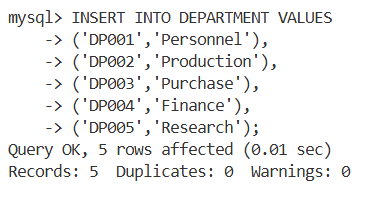 mysql> INSERT INTO DEPARTMENT VALUES
    -> ('DP001','Personnel'),
    -> ('DP002','Production'),
    -> ('DP003','Purchase'),
    -> ('DP004','Finance'),
    -> ('DP005','Research');
Query OK, 5 rows affected (0.01 sec)
Records: 5  Duplicates: 0  Warnings: 0